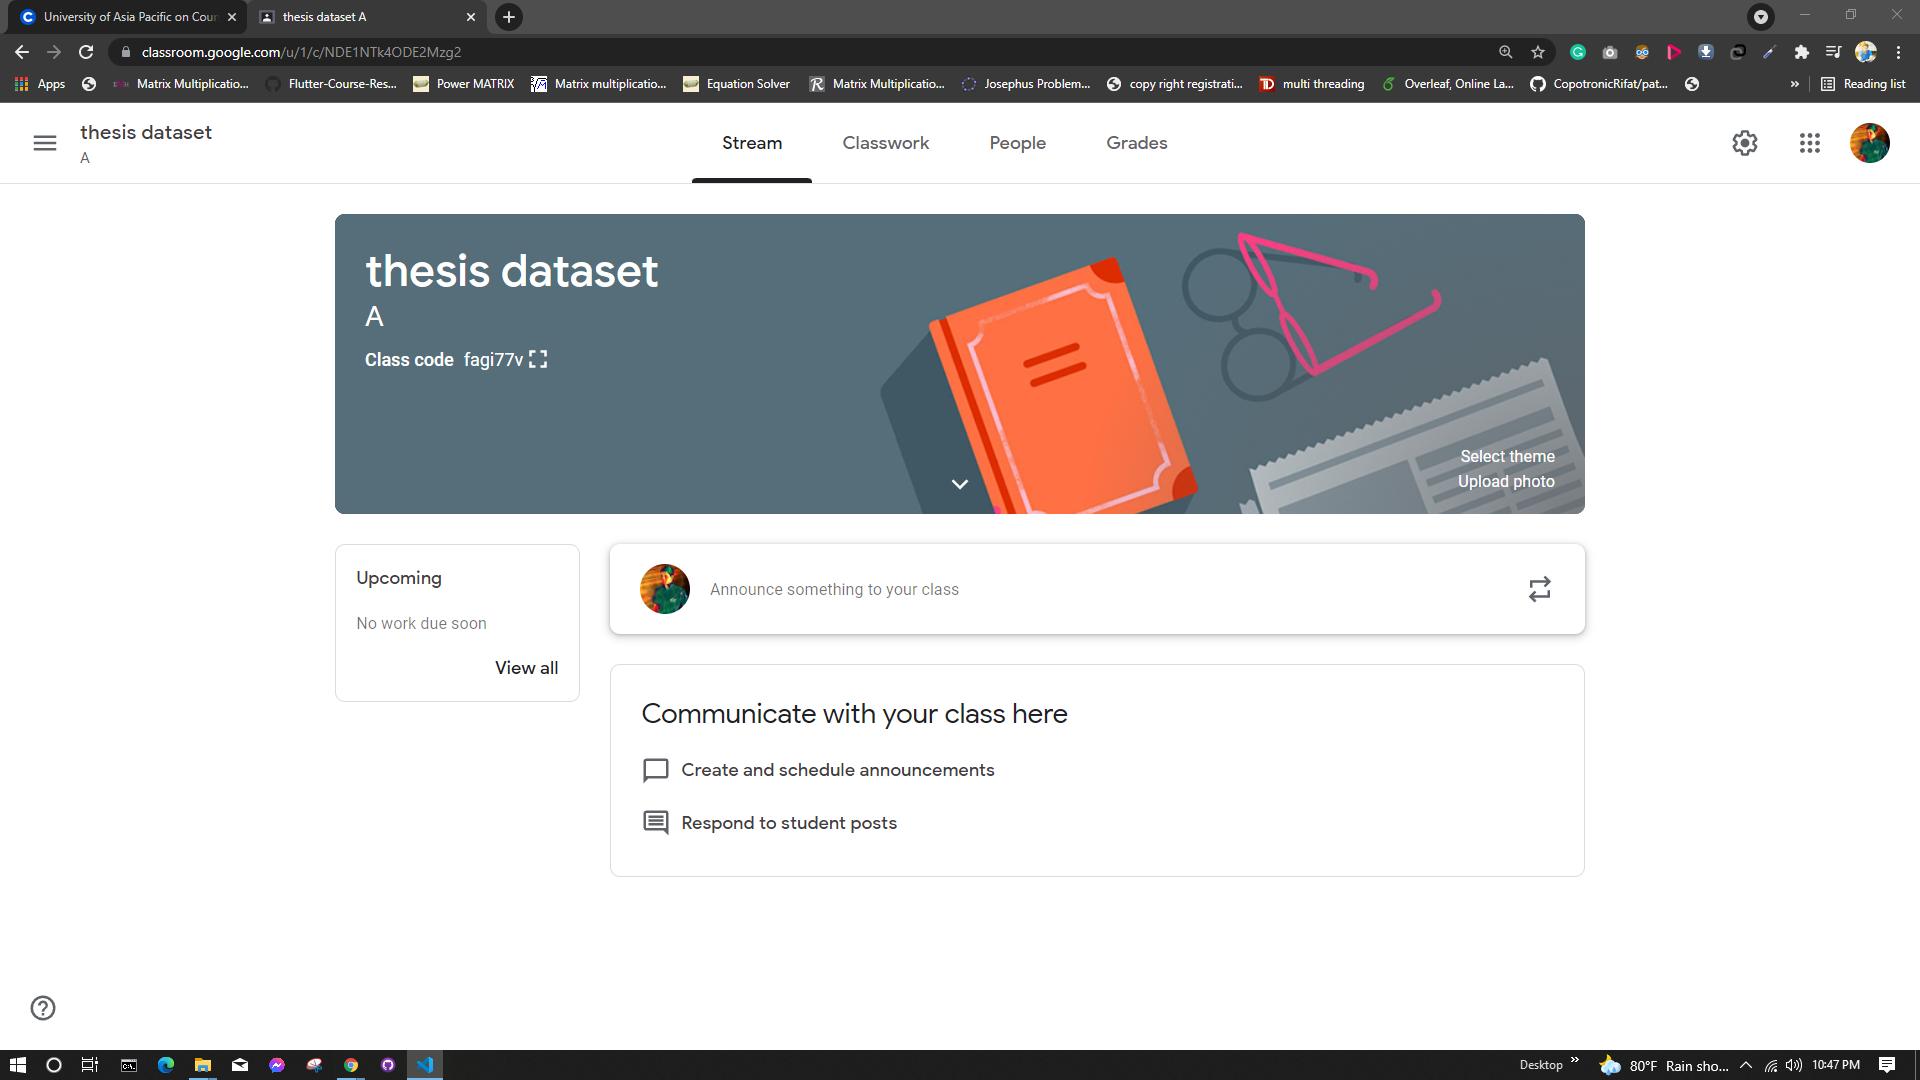 University of Asia Pacific on Cour
thesis dataset A
classroom.google.com/u/1/c/NDE1NTk4ODE2Mzg2
Apps
Matrix Multiplicatio...
Flutter-Course-Res...
Power MATRIX
Matrix multiplicatio...
Equation Solver
Matrix Multiplicatio...
Josephus Problem...
copy right registrati...
multi threading
Overleaf, Online La...
CopotronicRifat/pat...
Reading list
thesis dataset
A
Stream
Classwork
People
Grades
thesis dataset
A
Class code fagi77v
Select theme
Upload photo
Upcoming
No work due soon
View all
Announce something to your class
Communicate with your class here
Create and schedule announcements
Respond to student posts
Desktop
80°F Rain sho...
10:47 PM